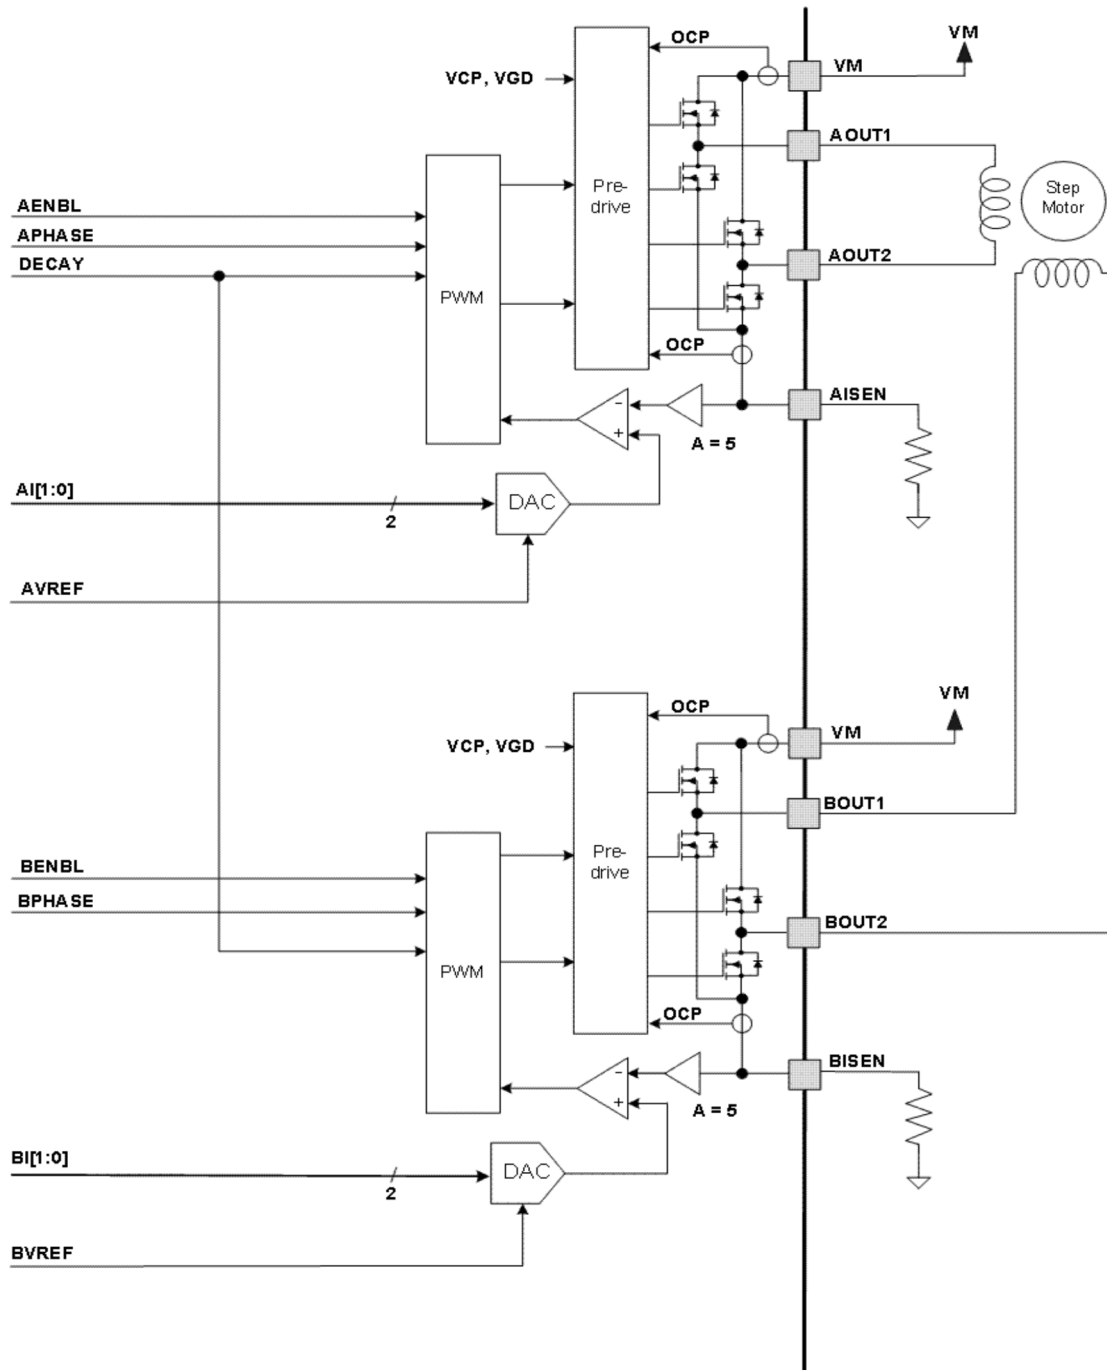 OCP
VM
VM
VCP, VGD
AOUT1
Pre-
drive
Step
Motor
AENBL
APHASE
DECAY
AOUT2
PWM
OCP
AISEN
-
+
A = 5
AI[1:0]
2
DAC
AVREF
VM
OCP
VM
VCP, VGD
BOUT1
Pre-
drive
BENBL
BPHASE
BOUT2
PWM
OCP
BISEN
-
+
A = 5
BI[1:0]
2
DAC
BVREF